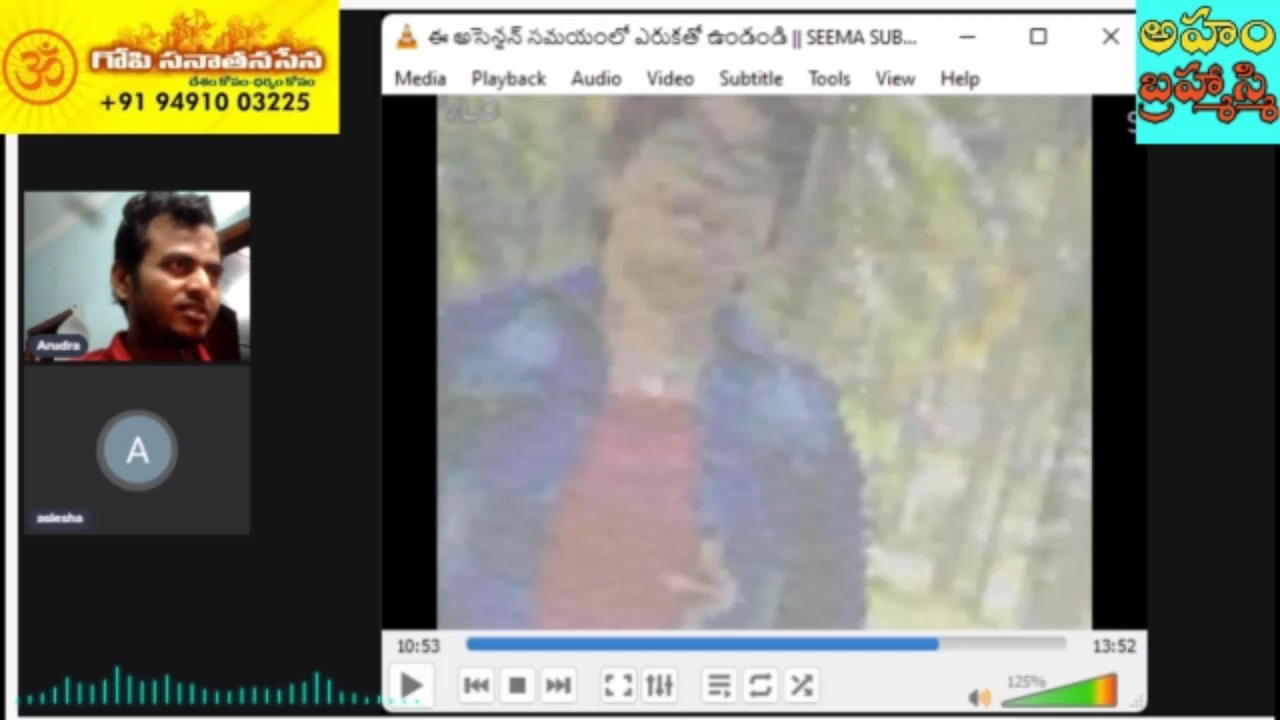 గోపి సనాతనసేన
దేశం కోసం-ధర్మం కోసం
+91 94910 03225
ఈ అసెన్షన్ సమయంలో ఎరుకతో ఉండండి || SEEMA SUB...
Media Playback Audio Video Subtitle Tools View Help
అహం
బ్రహ్మాస్మి
Arudra
A
aslesha
10:53
13:52
125%